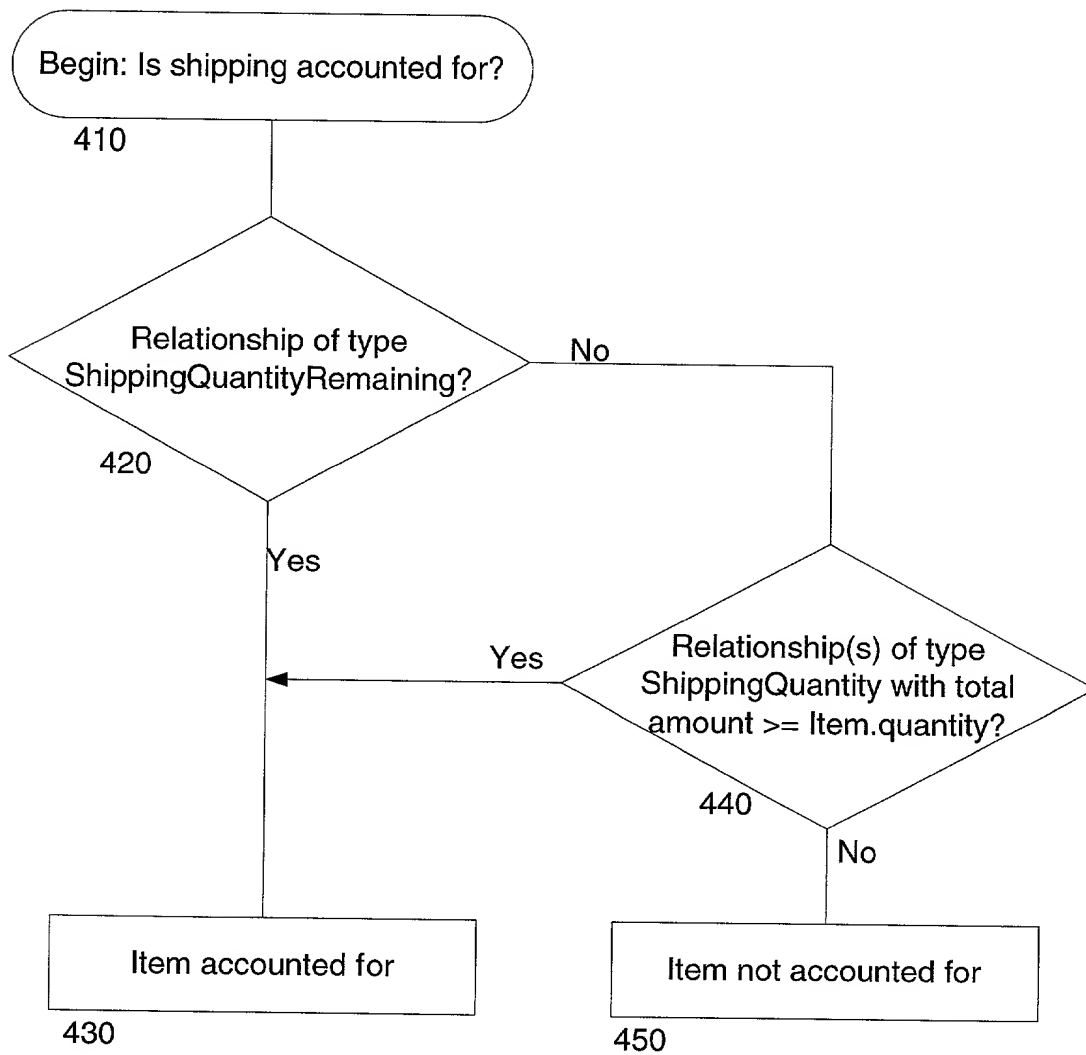 Begin: Is shipping accounted for?
410
Relationship of type
ShippingQuantityRemaining?
No
420
Yes
Relationship(s) of type
ShippingQuantity with total
amount >= Item.quantity?
Yes
440
No
Item accounted for
430
Item not accounted for
450